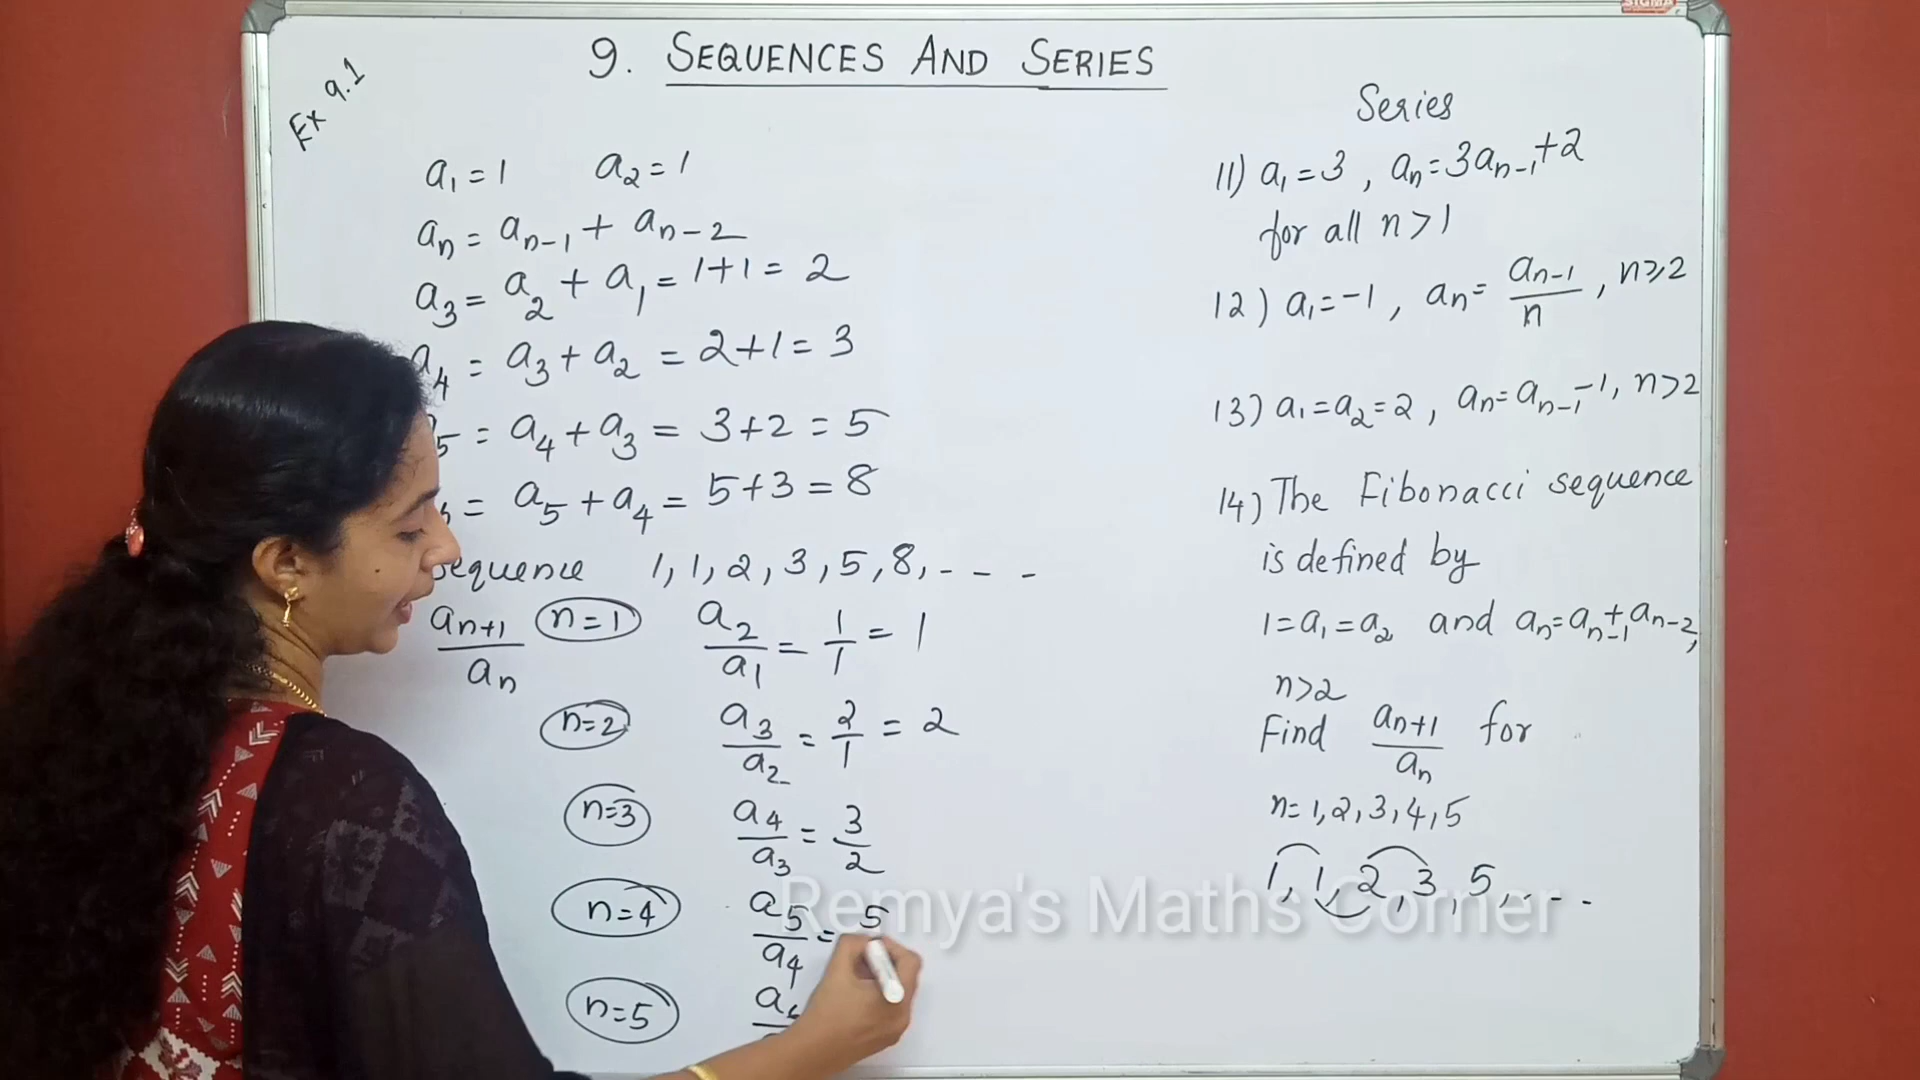 SIGMA
9. SEQUENCES AND SERIES
Ex 9.1
a₁ = 1 a₂ = 1
aₙ = aₙ₋₁ + aₙ₋₂
a₃ = a₂ + a₁ = 1+1 = 2
a₄ = a₃ + a₂ = 2+1 = 3
₅ = a₄ + a₃ = 3+2 = 5
= a₅ + a₄ = 5+3 = 8
sequence 1, 1, 2, 3, 5, 8, - - -
aₙ₊₁/aₙ n=1 a₂/a₁ = 1/1 = 1
n=2 a₃/a₂ = 2/1 = 2
n=3 a₄/a₃ = 3/2
n=4 a₅/a₄ = 5
n=5
Series
11) a₁ = 3, aₙ = 3aₙ₋₁ + 2
for all n > 1
12) a₁ = -1, aₙ = aₙ₋₁/n, n ≥ 2
13) a₁ = a₂ = 2, aₙ = aₙ₋₁ - 1, n > 2
14) The Fibonacci sequence
is defined by
1 = a₁ = a₂ and aₙ = aₙ₋₁ + aₙ₋₂,
n > 2
Find aₙ₊₁/aₙ for
n = 1, 2, 3, 4, 5
1, 1, 2, 3, 5, . - -
Remya's Maths Corner